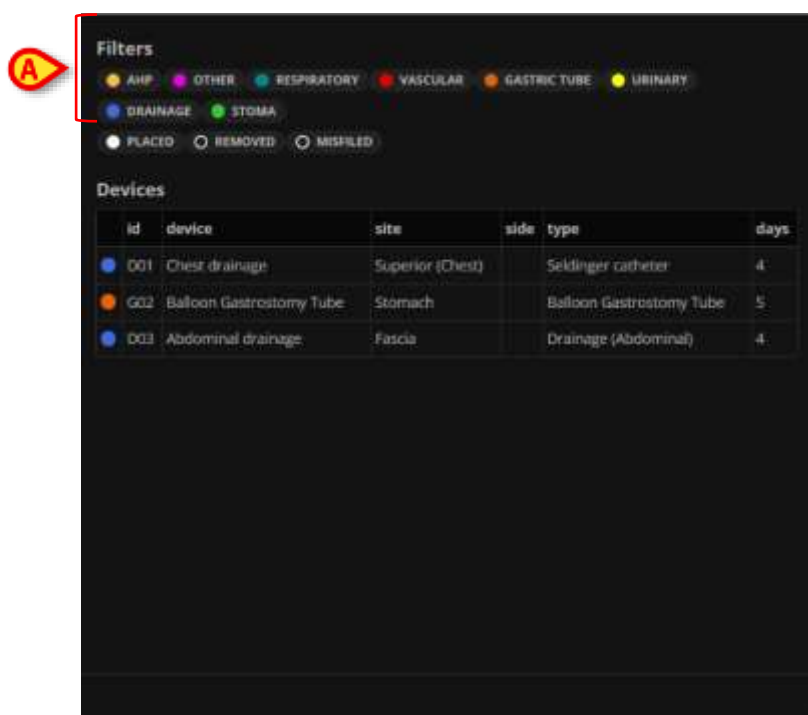 A
Filters
AHP OTHER RESPIRATORY VASCULAR GASTRIC TUBE URINARY
DRAINAGE STOMA
PLACED REMOVED MISFILED
Devices
id device site side type days
D01 Chest drainage Superior (Chest) Seldinger catheter 4
G02 Balloon Gastrostomy Tube Stomach Balloon Gastrostomy Tube 5
D03 Abdominal drainage Fascia Drainage (Abdominal) 4